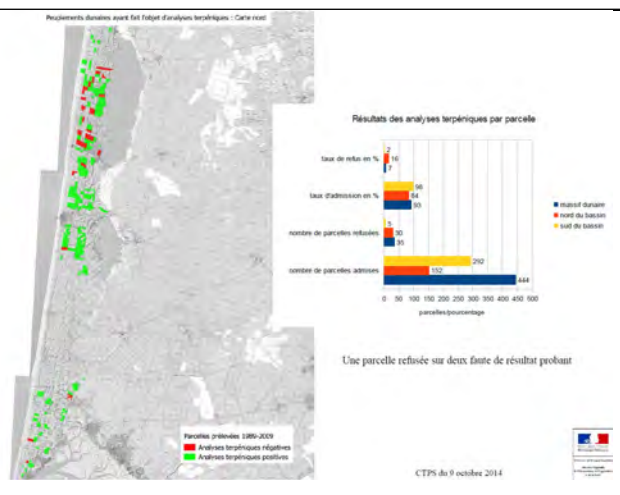 Peuplements dunaires ayant fait l'objet d'analyses terpéniques : Carte nord
Parcelles prélevées 1989-2009
Analyses terpéniques négatives
Analyses terpéniques positives
Résultats des analyses terpéniques par parcelle
taux de refus en %
2
16
7
taux d'admission en %
98
84
93
nombre de parcelles refusées
5
30
35
nombre de parcelles admises
292
152
444
0 50 100 150 200 250 300 350 400 450 500
parcelles/pourcentage
massif dunaire
nord du bassin
sud du bassin
Une parcelle refusée sur deux faute de résultat probant
CTPS du 9 octobre 2014